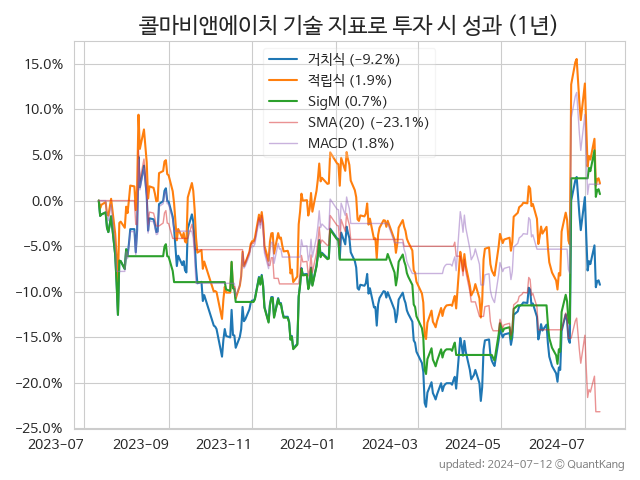 콜마비앤에이치 기술 지표로 투자 시 성과 (1년)
거치식 (−9.2%)
적립식 (1.9%)
SigM (0.7%)
SMA(20) (−23.1%)
MACD (1.8%)
15.0%
10.0%
5.0%
0.0%
−5.0%
−10.0%
−15.0%
−20.0%
−25.0%
2023-07 2023-09 2023-11 2024-01 2024-03 2024-05 2024-07
updated: 2024-07-12 © QuantKang